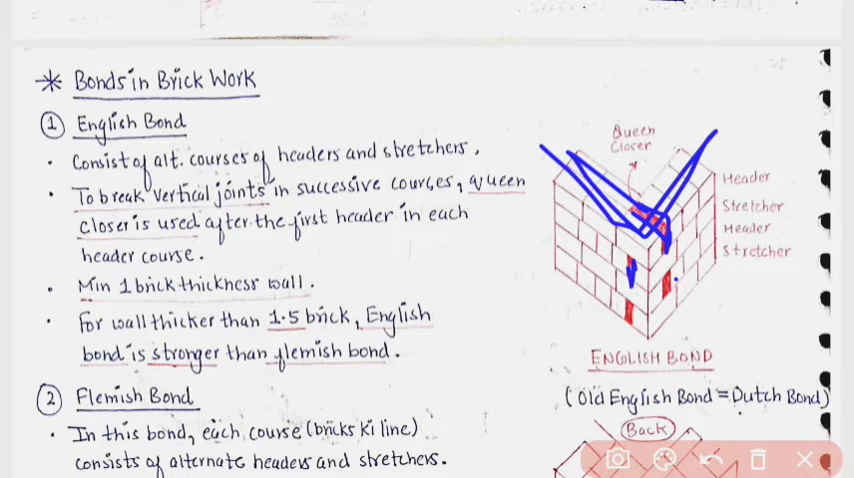 * Bonds in Brick Work
① English Bond
• Consist of alt. courses of headers and stretchers.
• To break vertical joints in successive courses, queen
closer is used after the first header in each
header course.
• Min 1 brick thickness wall.
• For wall thicker than 1.5 brick, English
bond is stronger than flemish bond.
② Flemish Bond
• In this bond, each course (bricks ki line)
consists of alternate headers and stretchers.
Queen
Closer
Header
Stretcher
Header
Stretcher
ENGLISH BOND
(Old English Bond = Dutch Bond)
Back